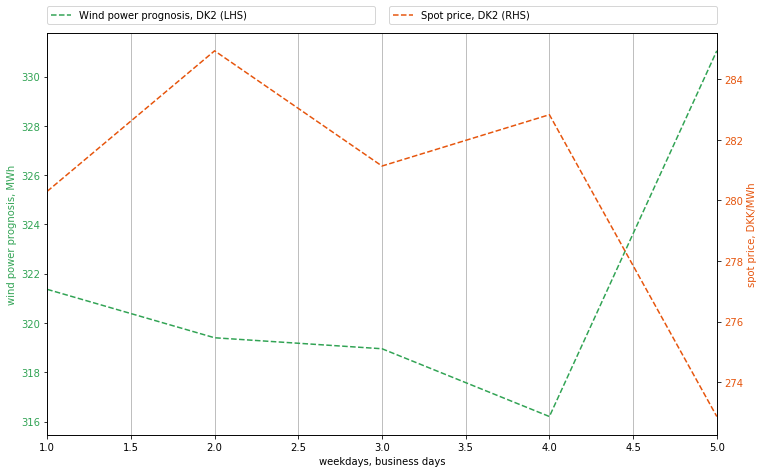 Wind power prognosis, DK2 (LHS)
Spot price, DK2 (RHS)
330
328
326
324
322
320
318
316
wind power prognosis, MWh
284
282
280
278
276
274
spot price, DKK/MWh
1.0 1.5 2.0 2.5 3.0 3.5 4.0 4.5 5.0
weekdays, business days